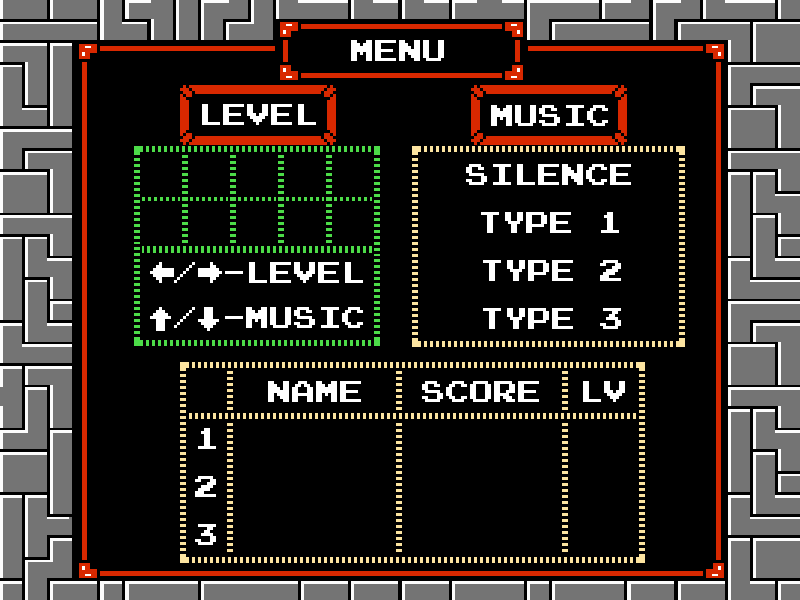 MENU
LEVEL
MUSIC
SILENCE
TYPE 1
TYPE 2
TYPE 3
←/→-LEVEL
↑/↓-MUSIC
NAME SCORE LV
1
2
3